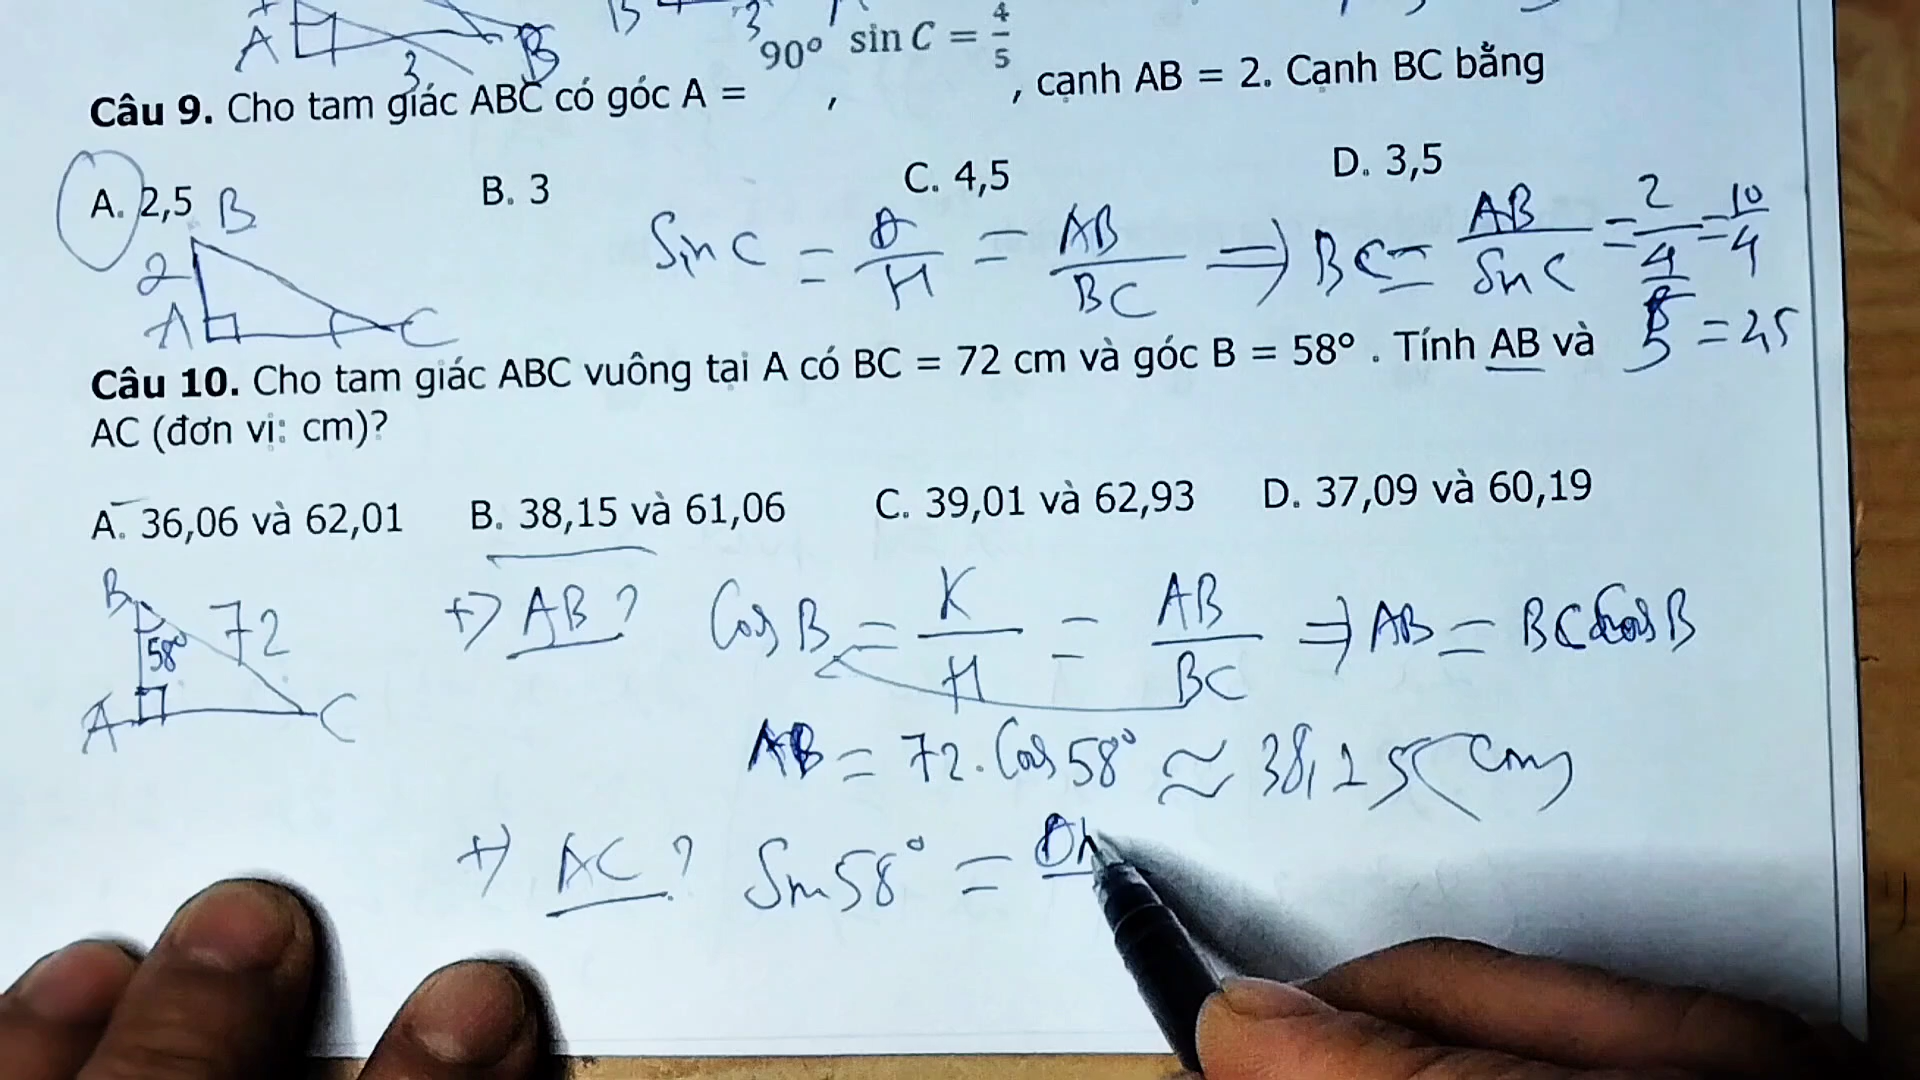 A 3 B
Câu 9. Cho tam giác ABC có góc A = 90° , sin C = 4/5 , cạnh AB = 2. Cạnh BC bằng
A. 2,5 B. 3 C. 4,5 D. 3,5
B 2 A C
Sin C = Đ/H = AB/BC ⇒ BC = AB/Sin C = 2/(4/5) = 10/4
= 2,5
Câu 10. Cho tam giác ABC vuông tại A có BC = 72 cm và góc B = 58° . Tính AB và
AC (đơn vị: cm)?
A. 36,06 và 62,01 B. 38,15 và 61,06 C. 39,01 và 62,93 D. 37,09 và 60,19
B 58° 72 A C
+) AB? Cos B = K/H = AB/BC ⇒ AB = BC Cos B
AB = 72. Cos 58° ≈ 38,15 (cm)
+) AC? Sin 58° =